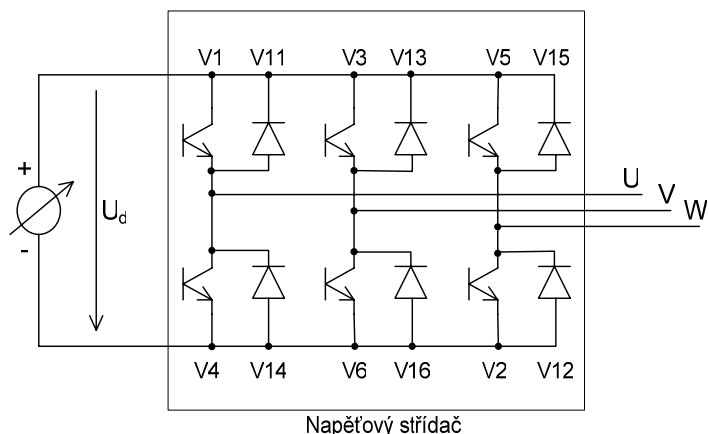 V1 V11 V3 V13 V5 V15
+
U
V
W
U_d
-
V4 V14 V6 V16 V2 V12
Napěťový střídač